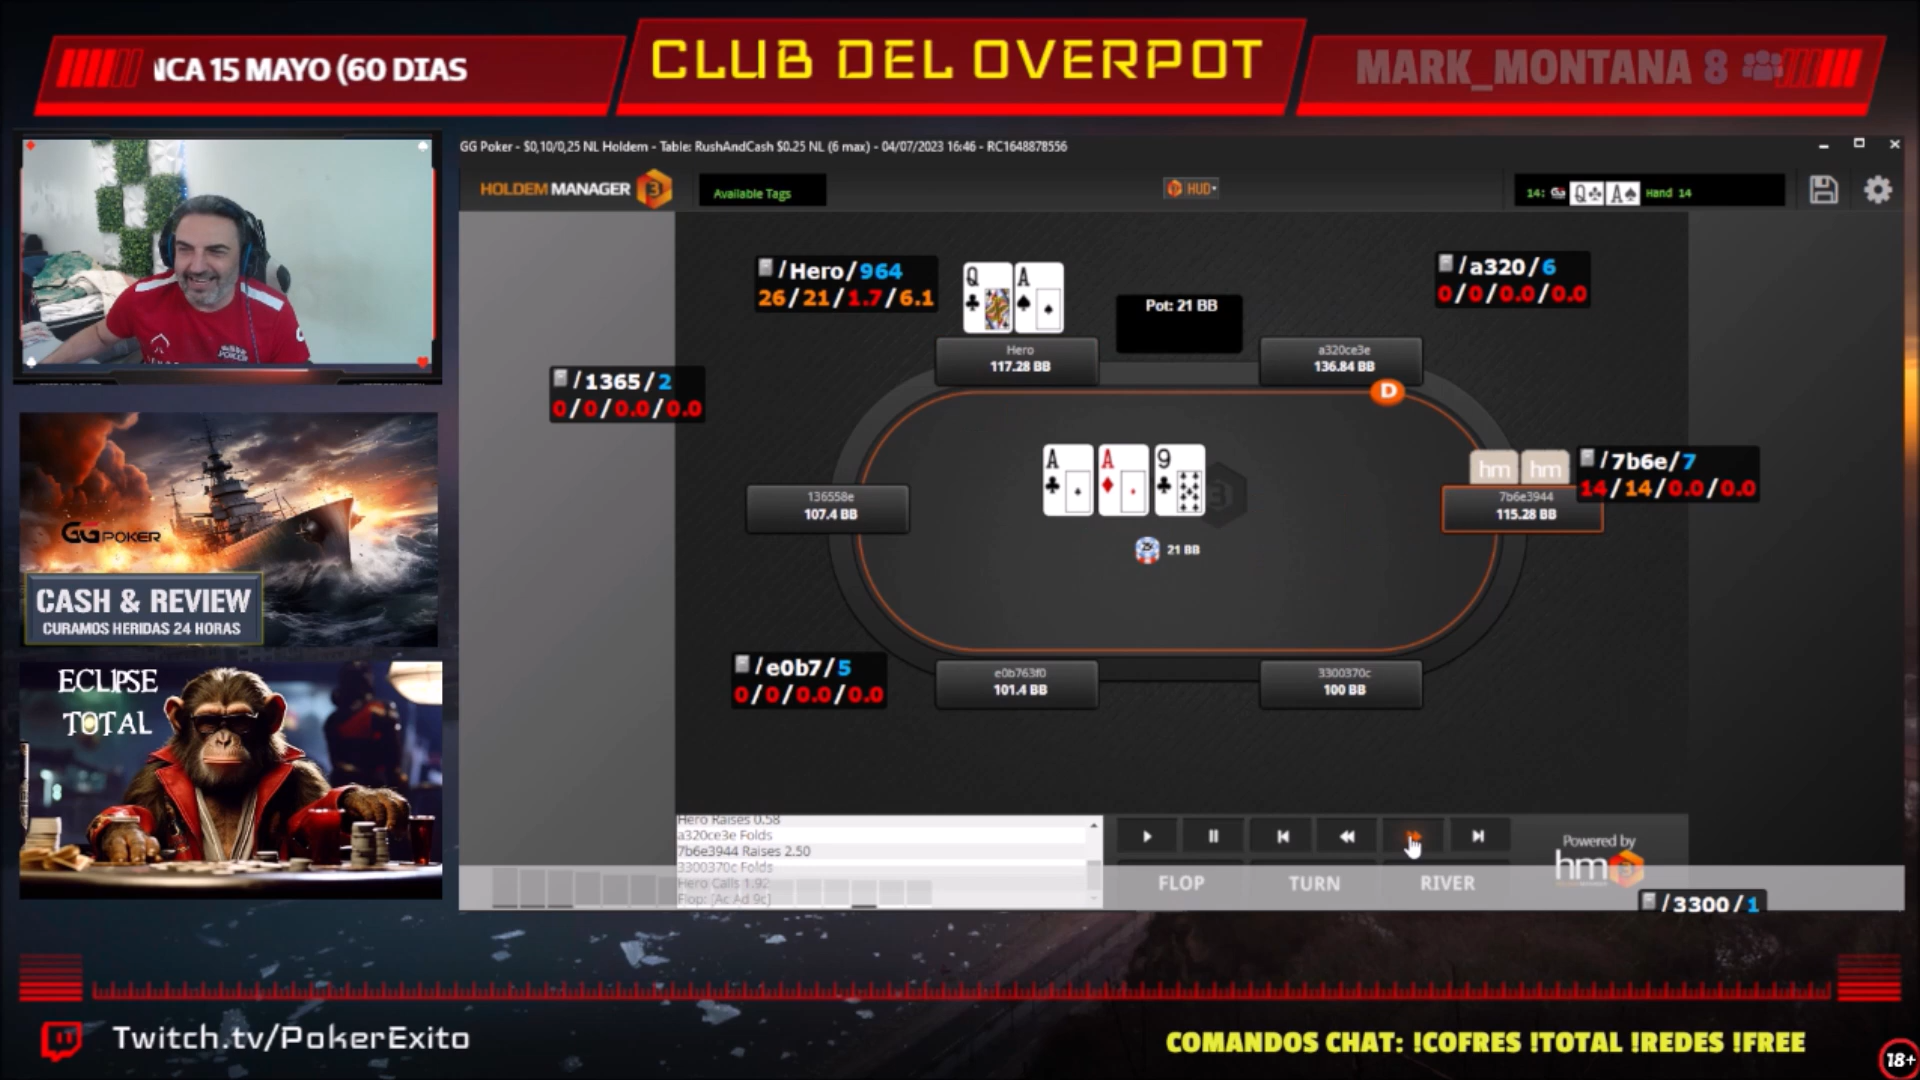 ⱮCA 15 MAYO (60 DIAS
CLUB DEL OVERPOT
MARK_MONTANA 8
GG Poker - $0,10/0,25 NL Holdem - Table: RushAndCash $0.25 NL (6 max) - 04/07/2023 16:46 - RC1648878556
HOLDEM MANAGER 3
Available Tags
HUD
14: GG Q A Hand 14
/Hero/964
26/21/1.7/6.1
Q A
Pot: 21 BB
/a320/6
0/0/0.0/0.0
Hero
117.28 BB
a320ce3e
136.84 BB
D
/1365/2
0/0/0.0/0.0
A A 9
136558e
107.4 BB
21 BB
hm hm
/7b6e/7
14/14/0.0/0.0
7b6e3944
115.28 BB
/e0b7/5
0/0/0.0/0.0
e0b763f0
101.4 BB
3300370c
100 BB
Hero Raises 0.58
a320ce3e Folds
7b6e3944 Raises 2.50
3300370c Folds
Hero Calls 1.92
Flop: [Ac Ad 9c]
FLOP TURN RIVER
Powered by
hm 3
/3300/1
GG POKER
CASH & REVIEW
CURAMOS HERIDAS 24 HORAS
ECLIPSE
TOTAL
Twitch.tv/PokerExito
COMANDOS CHAT: !COFRES !TOTAL !REDES !FREE
18+